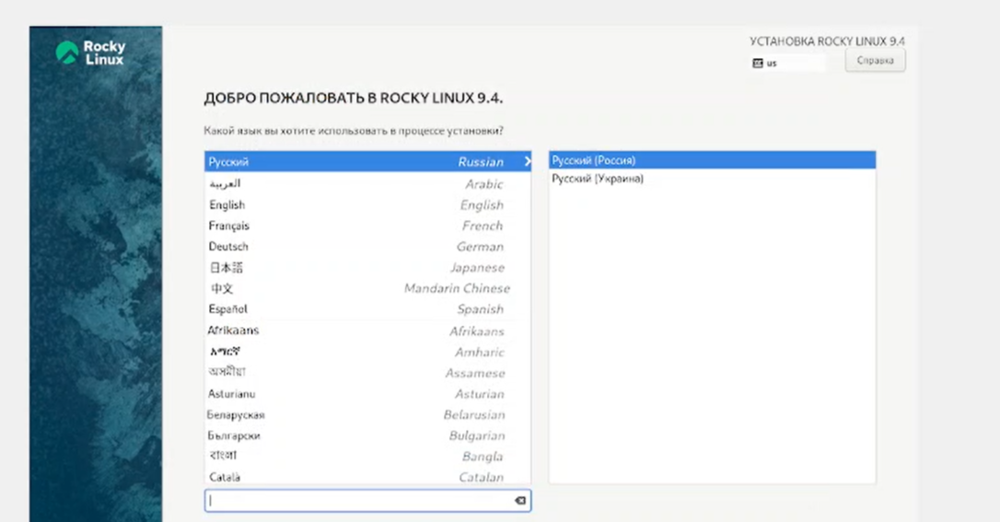 Rocky
Linux
УСТАНОВКА ROCKY LINUX 9.4
us
Справка
ДОБРО ПОЖАЛОВАТЬ В ROCKY LINUX 9.4.
Какой язык вы хотите использовать в процессе установки?
Русский Russian
العربية Arabic
English English
Français French
Deutsch German
日本語 Japanese
中文 Mandarin Chinese
Español Spanish
Afrikaans Afrikaans
አማርኛ Amharic
অসমীয়া Assamese
Asturianu Asturian
Беларуская Belarusian
Български Bulgarian
বাংলা Bangla
Català Catalan
Русский (Россия)
Русский (Украина)